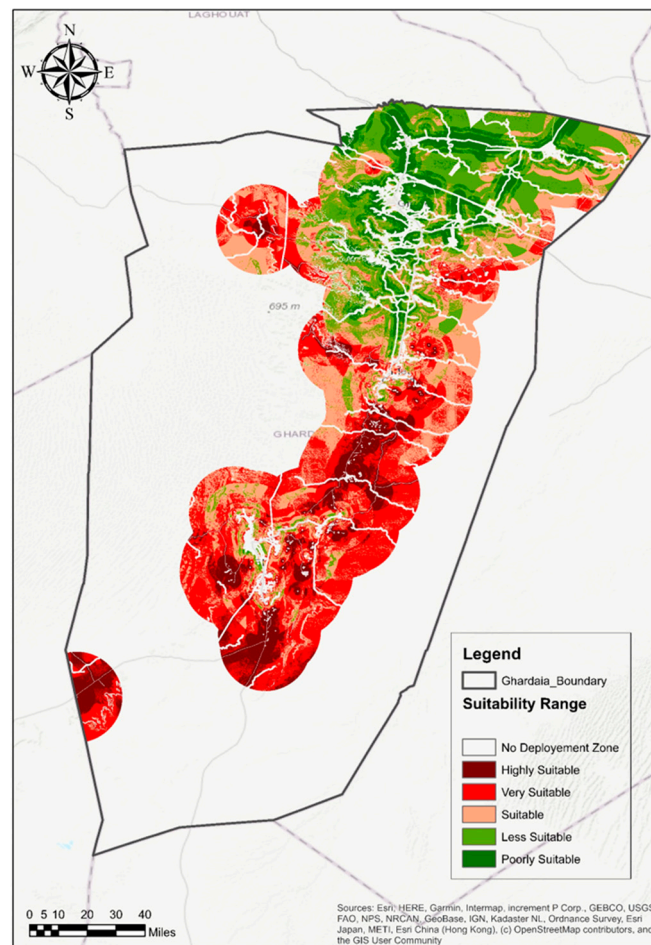 LAGHOUAT
N
W E
S
695 m
GHARD
Legend
Ghardaia_Boundary
Suitability Range
No Deployement Zone
Highly Suitable
Very Suitable
Suitable
Less Suitable
Poorly Suitable
0 5 10 20 30 40
Miles
Sources: Esri, HERE, Garmin, Intermap, increment P Corp., GEBCO, USGS
FAO, NPS, NRCAN, GeoBase, IGN, Kadaster NL, Ordnance Survey, Esri
Japan, METI, Esri China (Hong Kong), (c) OpenStreetMap contributors, and
the GIS User Community